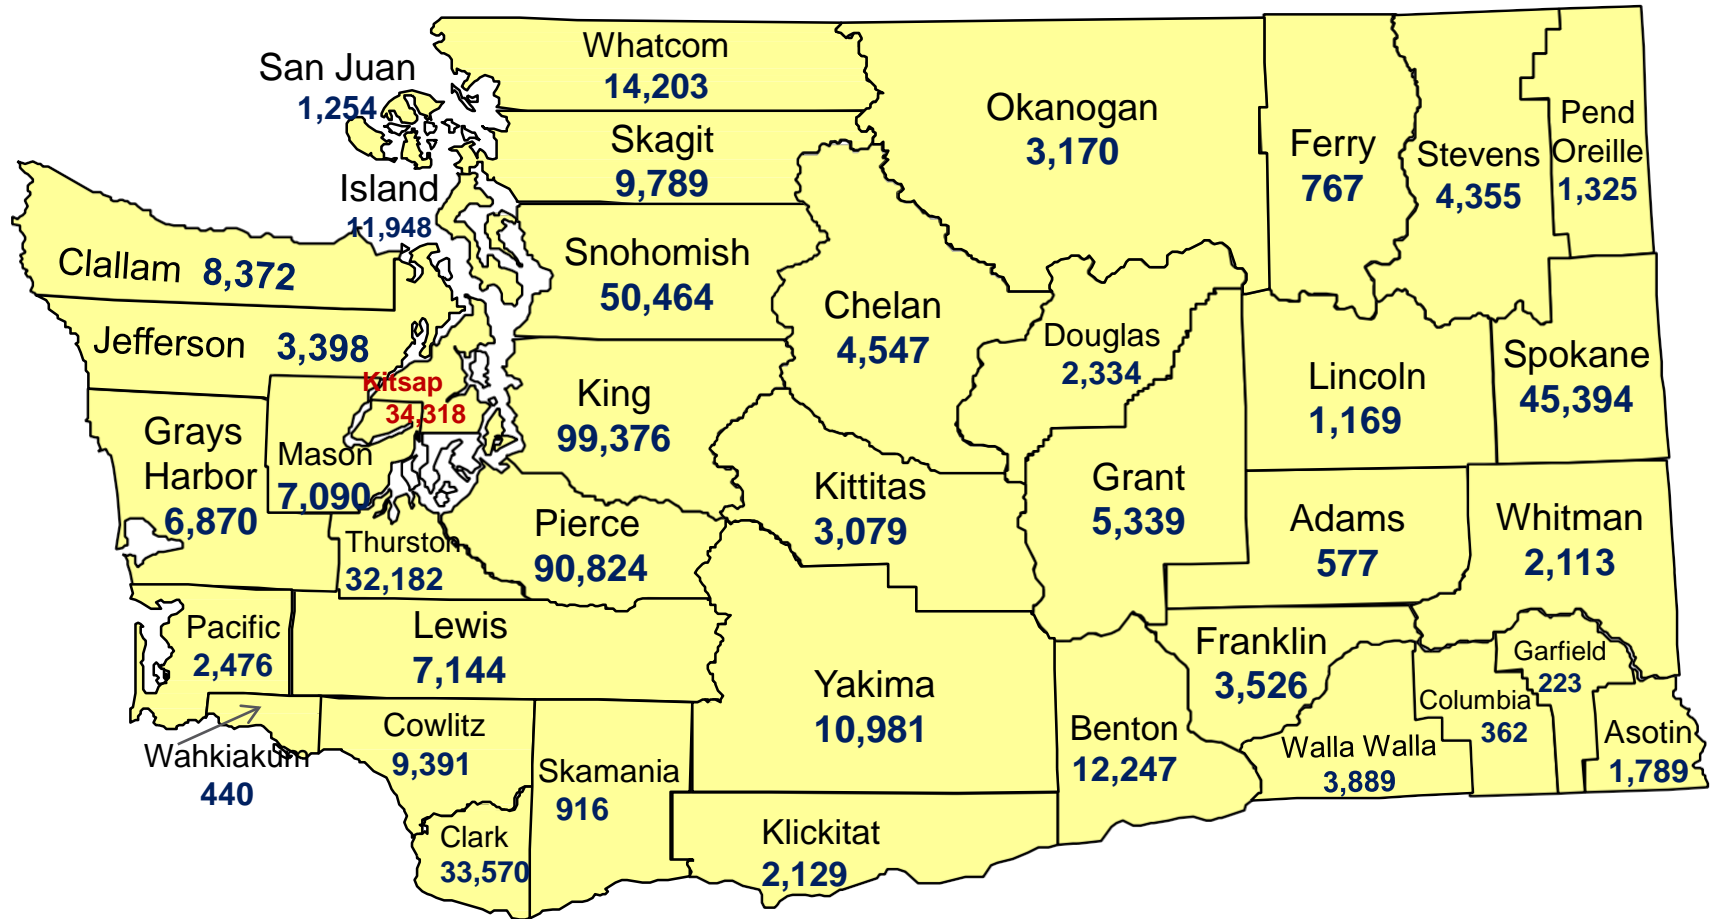 Whatcom
14,203
San Juan
1,254
Okanogan
3,170
Ferry
767
Stevens
4,355
Pend
Oreille
1,325
Skagit
9,789
Island
11,948
Clallam 8,372
Snohomish
50,464
Chelan
4,547
Douglas
2,334
Jefferson 3,398
Kitsap
34,318
King
99,376
Lincoln
1,169
Spokane
45,394
Grays
Harbor
6,870
Mason
7,090
Kittitas
3,079
Grant
5,339
Adams
577
Whitman
2,113
Thurston
32,182
Pierce
90,824
Pacific
2,476
Lewis
7,144
Yakima
10,981
Franklin
3,526
Garfield
223
Columbia
362
Asotin
1,789
Wahkiakum
440
Cowlitz
9,391
Skamania
916
Benton
12,247
Walla Walla
3,889
Clark
33,570
Klickitat
2,129